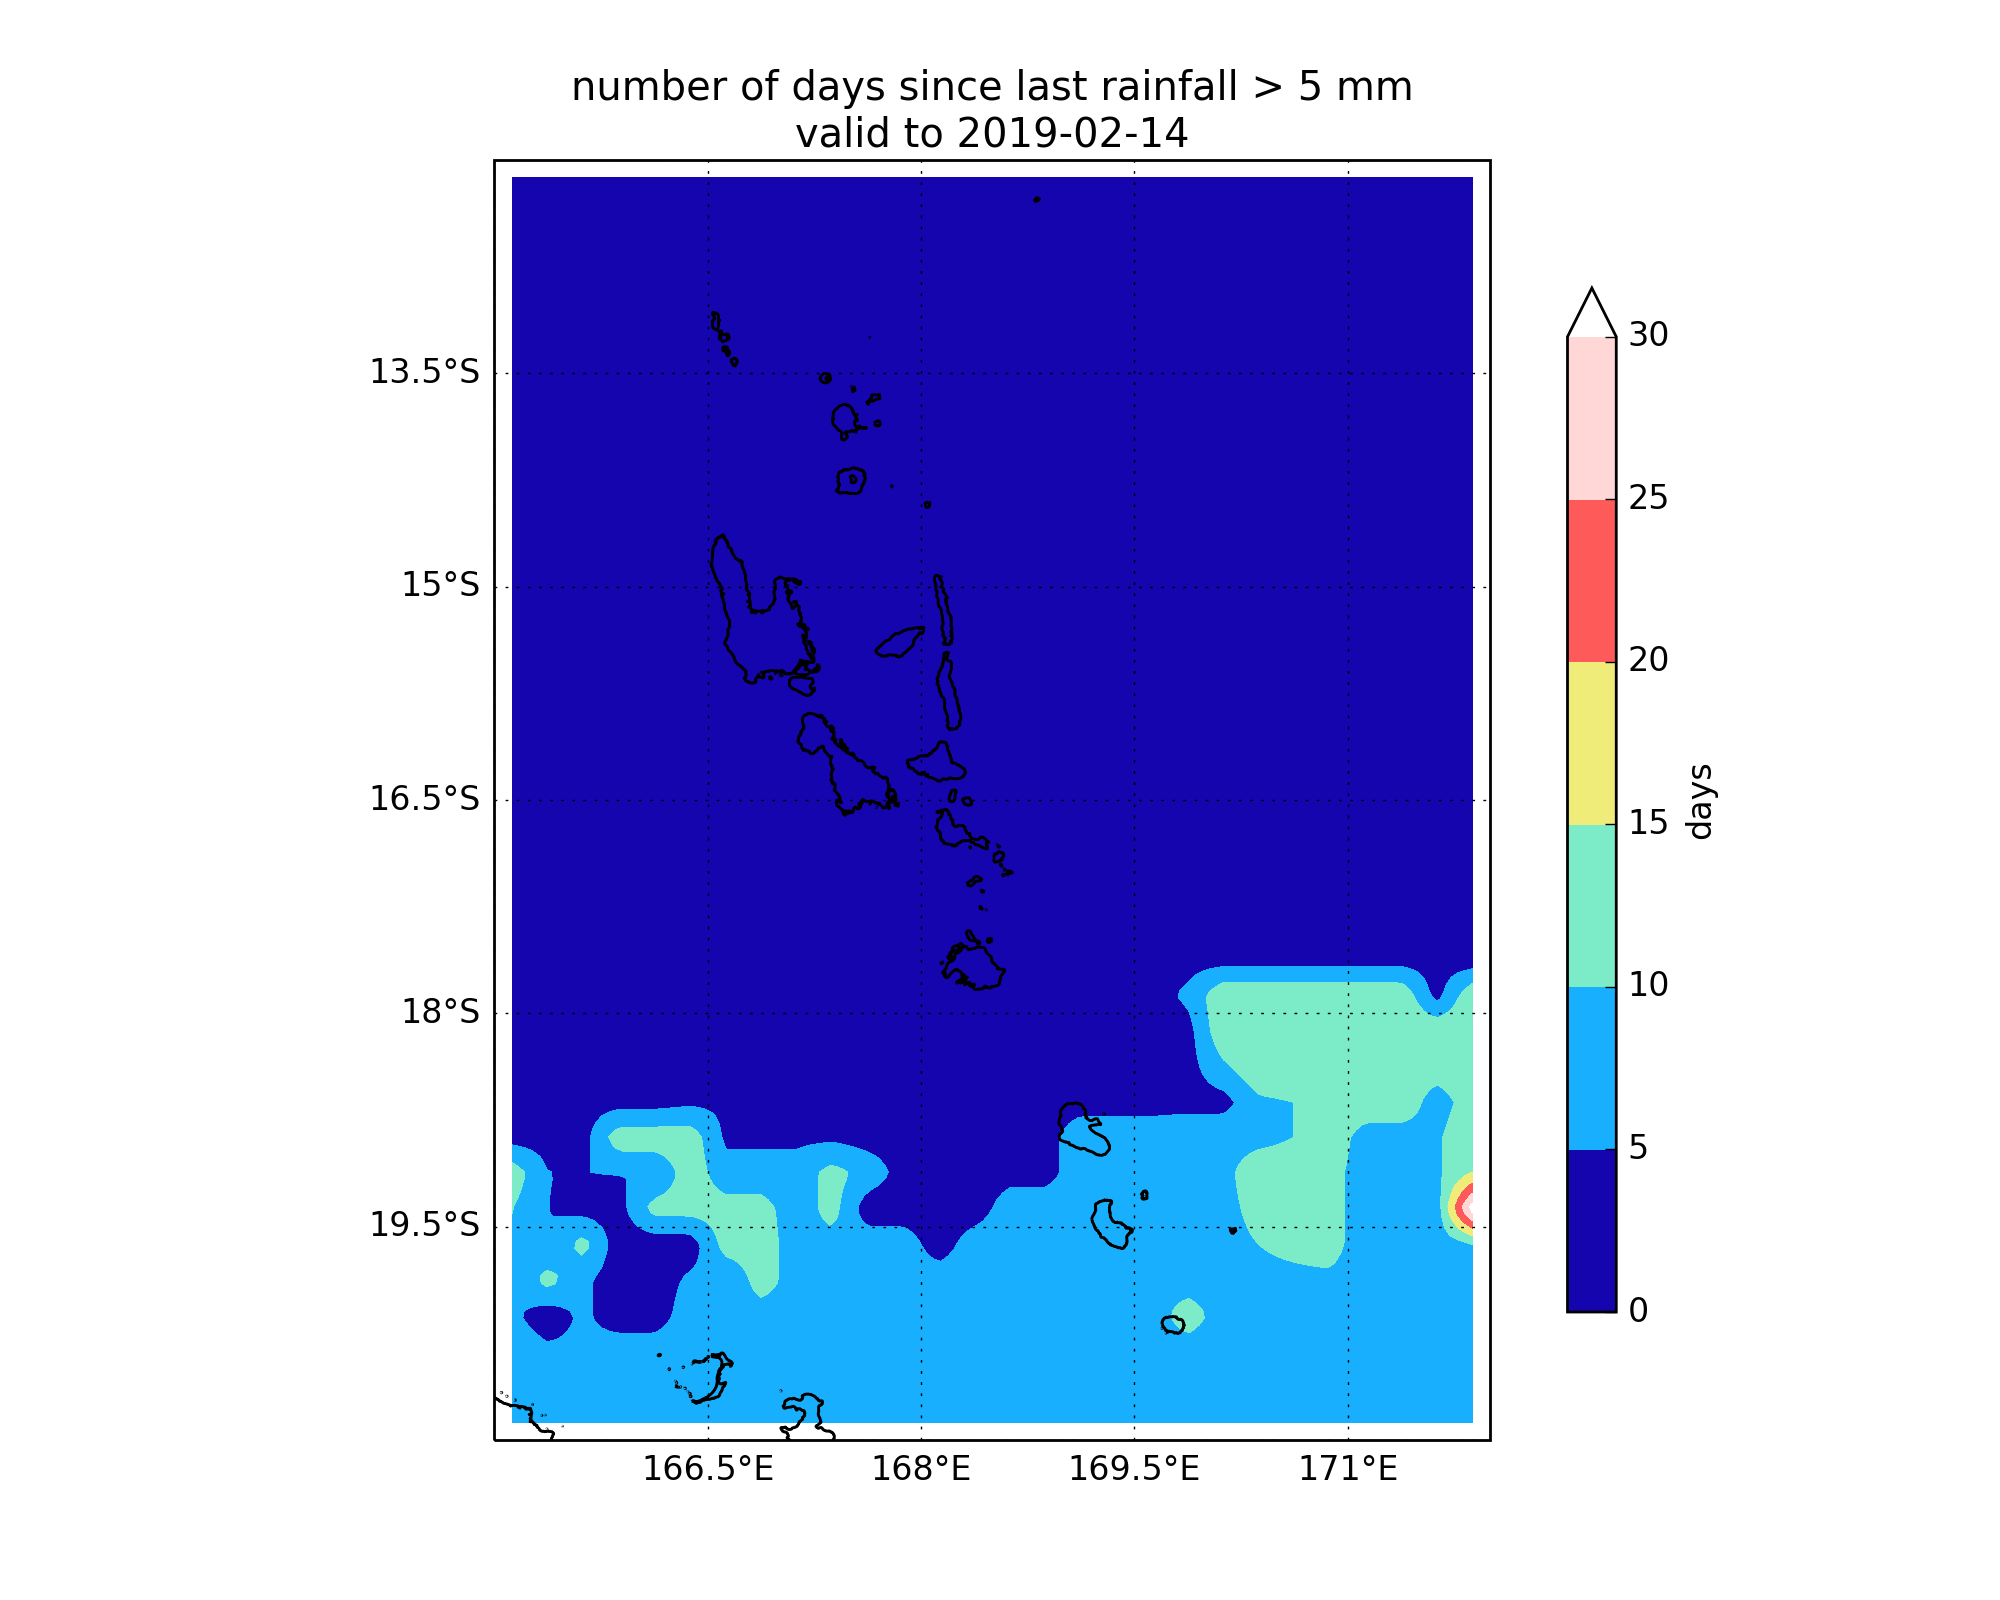 number of days since last rainfall > 5 mm
valid to 2019-02-14
13.5°S
15°S
16.5°S
18°S
19.5°S
166.5°E
168°E
169.5°E
171°E
30
25
20
15
10
5
0
days